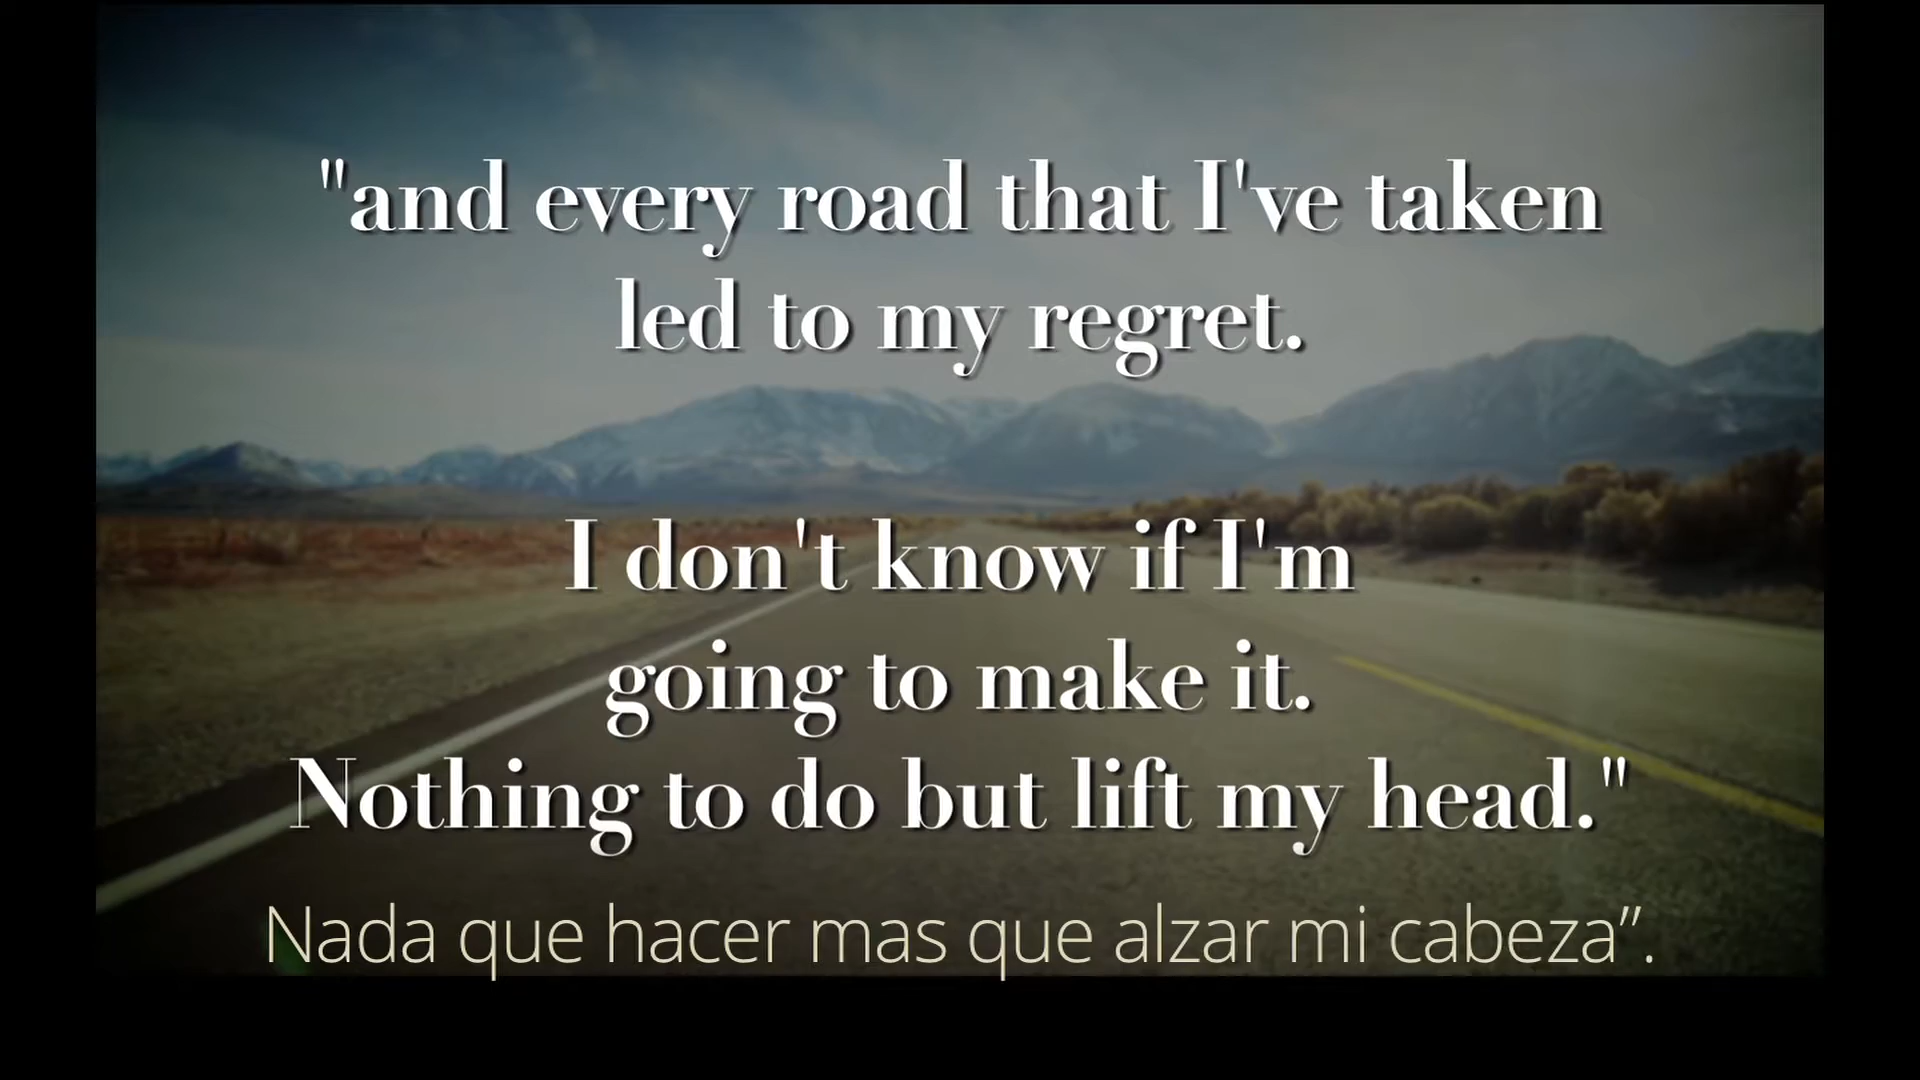 "and every road that I've taken
led to my regret.
I don't know if I'm
going to make it.
Nothing to do but lift my head."
Nada que hacer mas que alzar mi cabeza”.